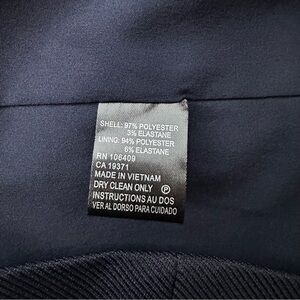 SHELL: 97% POLYESTER
3% ELASTANE
LINING: 94% POLYESTER
6% ELASTANE
RN 106409
CA 19371
MADE IN VIETNAM
DRY CLEAN ONLY Ⓟ
INSTRUCTIONS AU DOS
VER AL DORSO PARA CUIDADO